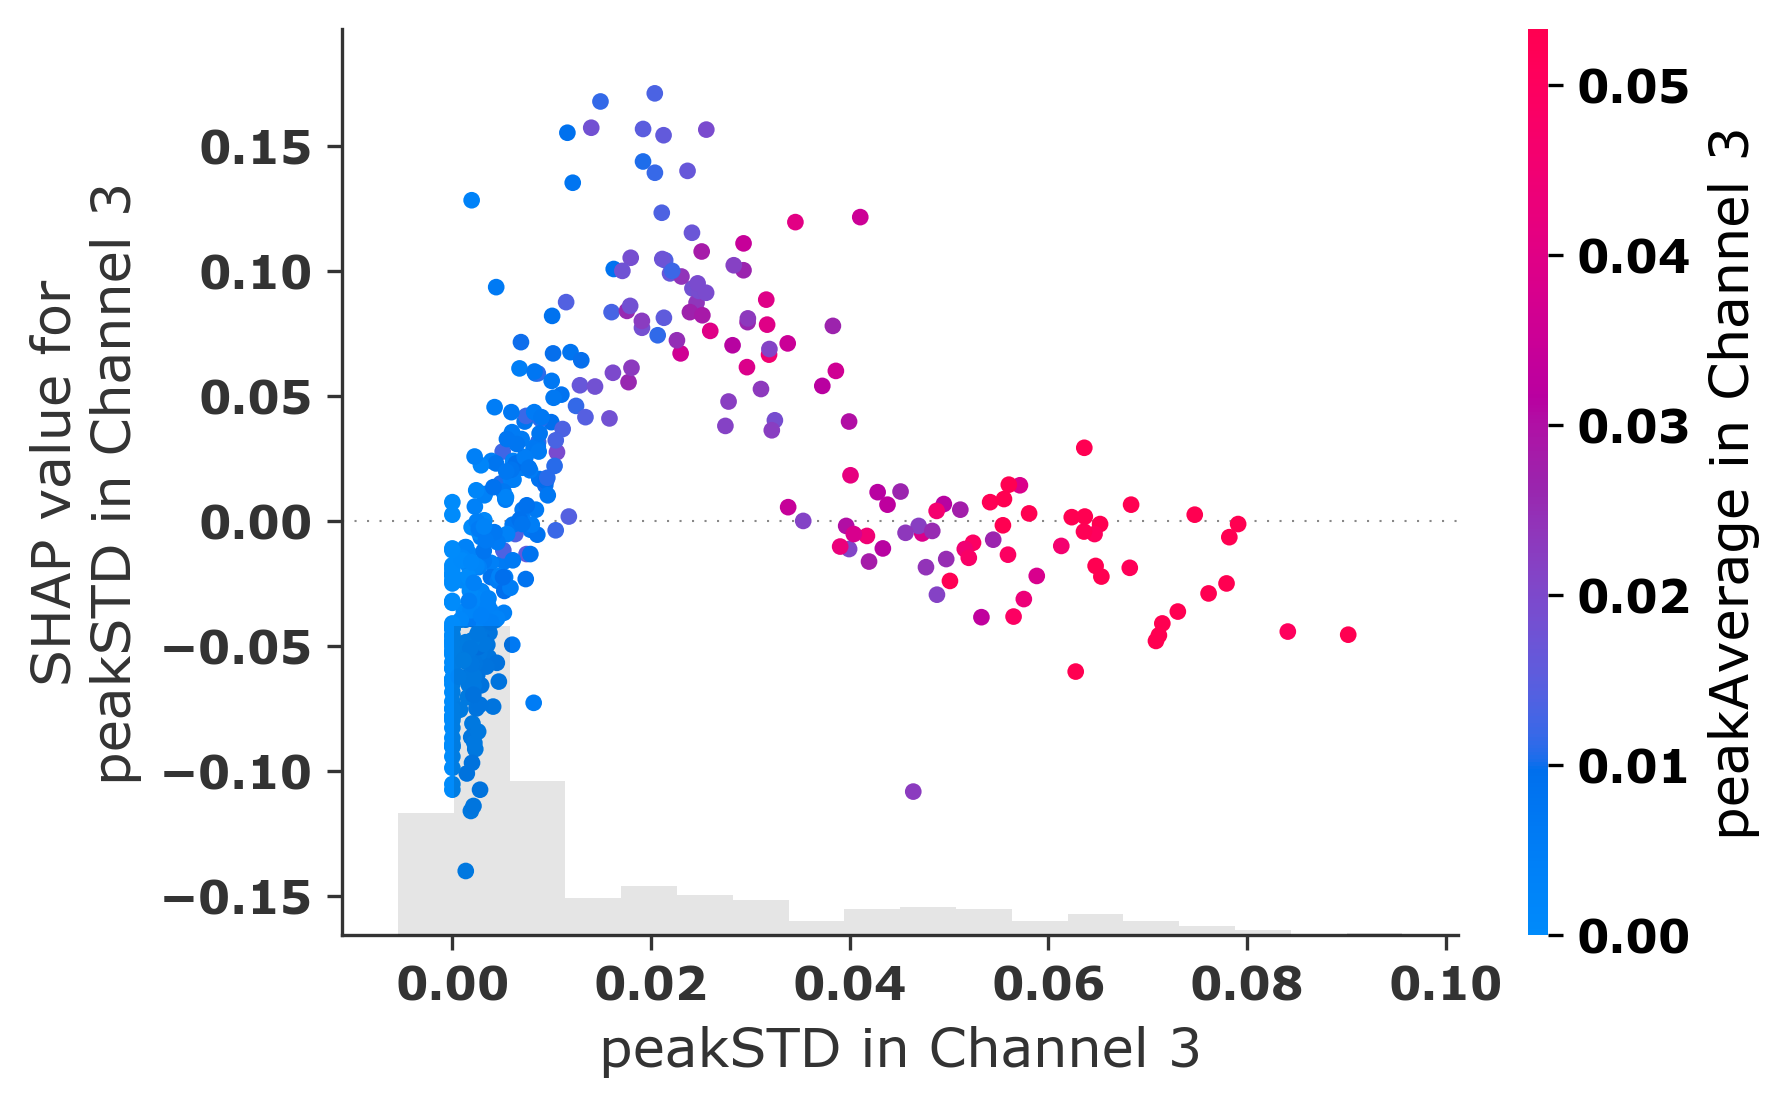 SHAP value for
peakSTD in Channel 3
0.15
0.10
0.05
0.00
−0.05
−0.10
−0.15
0.00 0.02 0.04 0.06 0.08 0.10
peakSTD in Channel 3
0.05
0.04
0.03
0.02
0.01
0.00
peakAverage in Channel 3